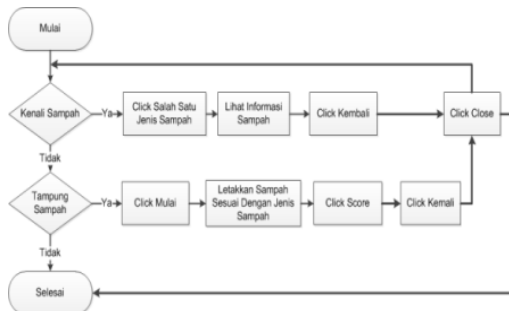 Mulai
Kenali Sampah
Ya
Click Salah Satu
Jenis Sampah
Lihat Informasi
Sampah
Click Kembali
Click Close
Tidak
Tampung
Sampah
Ya
Click Mulai
Letakkan Sampah
Sesuai Dengan Jenis
Sampah
Click Score
Click Kemali
Tidak
Selesai